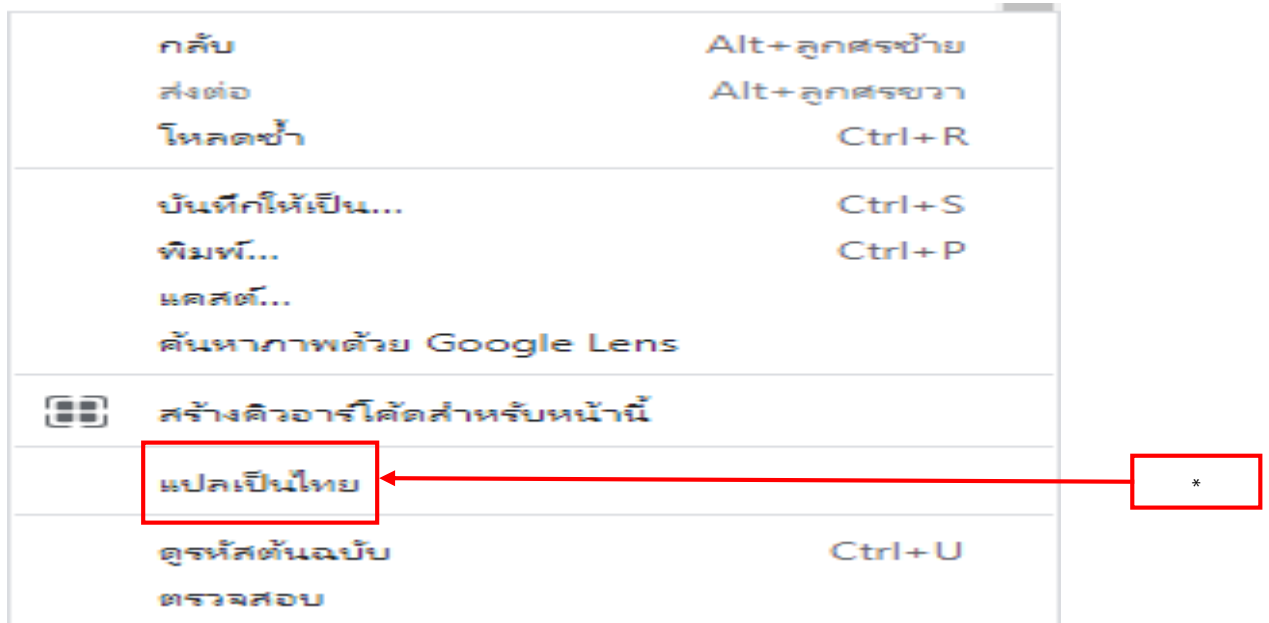 กลับ Alt+ลูกศรซ้าย
ส่งต่อ Alt+ลูกศรขวา
โหลดซ้ำ Ctrl+R
บันทึกให้เป็น... Ctrl+S
พิมพ์... Ctrl+P
แคสต์...
ค้นหาภาพด้วย Google Lens
สร้างคิวอาร์โค้ดสำหรับหน้านี้
แปลเป็นไทย *
ดูรหัสต้นฉบับ Ctrl+U
ตรวจสอบ